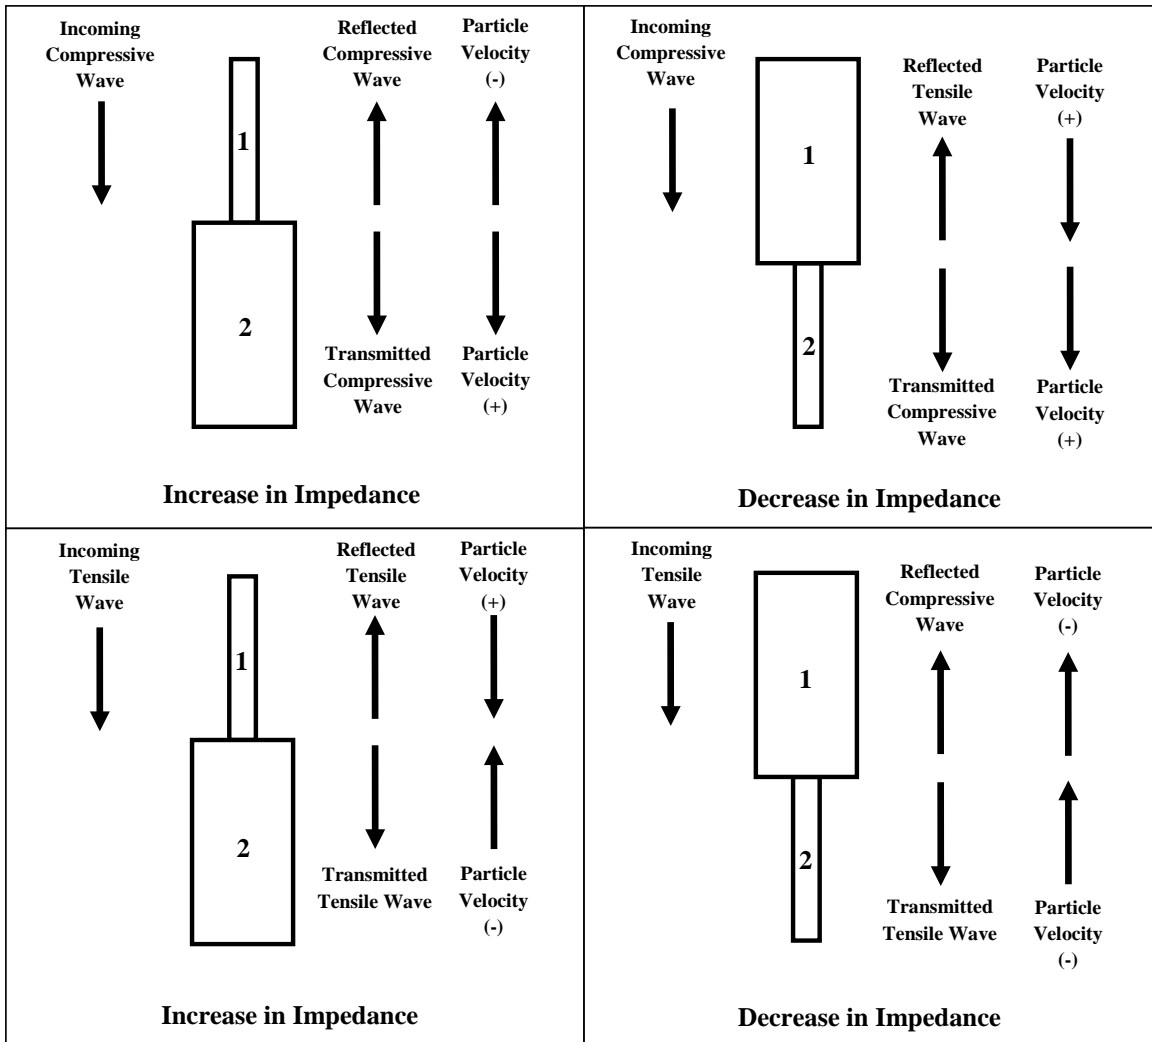 Incoming
Compressive
Wave
Reflected
Compressive
Wave
Particle
Velocity
(-)
1
2
Transmitted
Compressive
Wave
Particle
Velocity
(+)
Increase in Impedance
Incoming
Compressive
Wave
Reflected
Tensile
Wave
Particle
Velocity
(+)
1
2
Transmitted
Compressive
Wave
Particle
Velocity
(+)
Decrease in Impedance
Incoming
Tensile
Wave
Reflected
Tensile
Wave
Particle
Velocity
(+)
1
2
Transmitted
Tensile Wave
Particle
Velocity
(-)
Increase in Impedance
Incoming
Tensile
Wave
Reflected
Compressive
Wave
Particle
Velocity
(-)
1
2
Transmitted
Tensile Wave
Particle
Velocity
(-)
Decrease in Impedance